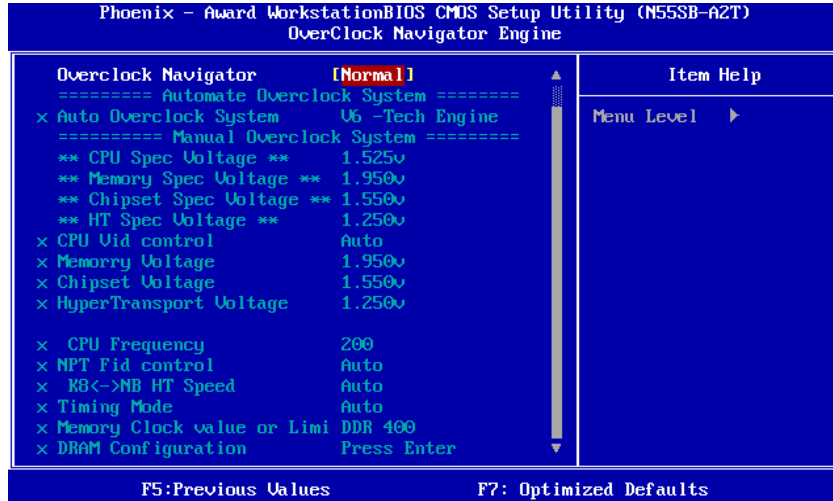 Phoenix - Award WorkstationBIOS CMOS Setup Utility (N55SB-A2T)
OverClock Navigator Engine
Overclock Navigator [Normal]
Item Help
========= Automate Overclock System ========
x Auto Overclock System V6 -Tech Engine
Menu Level ▶
========== Manual Overclock System =========
** CPU Spec Voltage ** 1.525v
** Memory Spec Voltage ** 1.950v
** Chipset Spec Voltage ** 1.550v
** HT Spec Voltage ** 1.250v
x CPU Vid control Auto
x Memorry Voltage 1.950v
x Chipset Voltage 1.550v
x HyperTransport Voltage 1.250v
x CPU Frequency 200
x NPT Fid control Auto
x K8<->NB HT Speed Auto
x Timing Mode Auto
x Memory Clock value or Limi DDR 400
x DRAM Configuration Press Enter
F5:Previous Values F7: Optimized Defaults